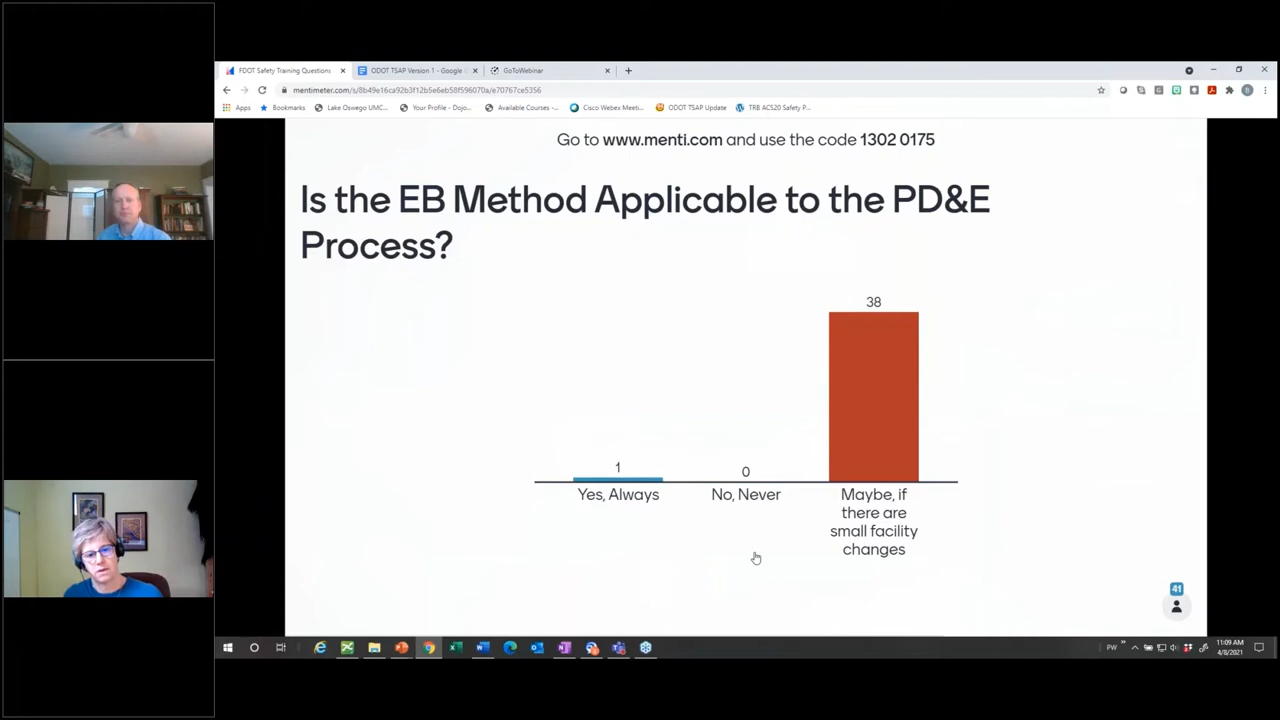 FDOT Safety Training Questions
ODOT TSAP Version 1 - Google
GoToWebinar
mentimeter.com/s/8b49e16ca92b3f12b5e6eb58f596070a/e70767ce5356
Apps
Bookmarks
Lake Oswego UMC...
Your Profile - Dojo...
Available Courses -...
Cisco Webex Meeti...
ODOT TSAP Update
TRB ACS20 Safety P...
Go to www.menti.com and use the code 1302 0175
Is the EB Method Applicable to the PD&E
Process?
38
1
0
Yes, Always
No, Never
Maybe, if
there are
small facility
changes
41
PW
11:09 AM
4/8/2021